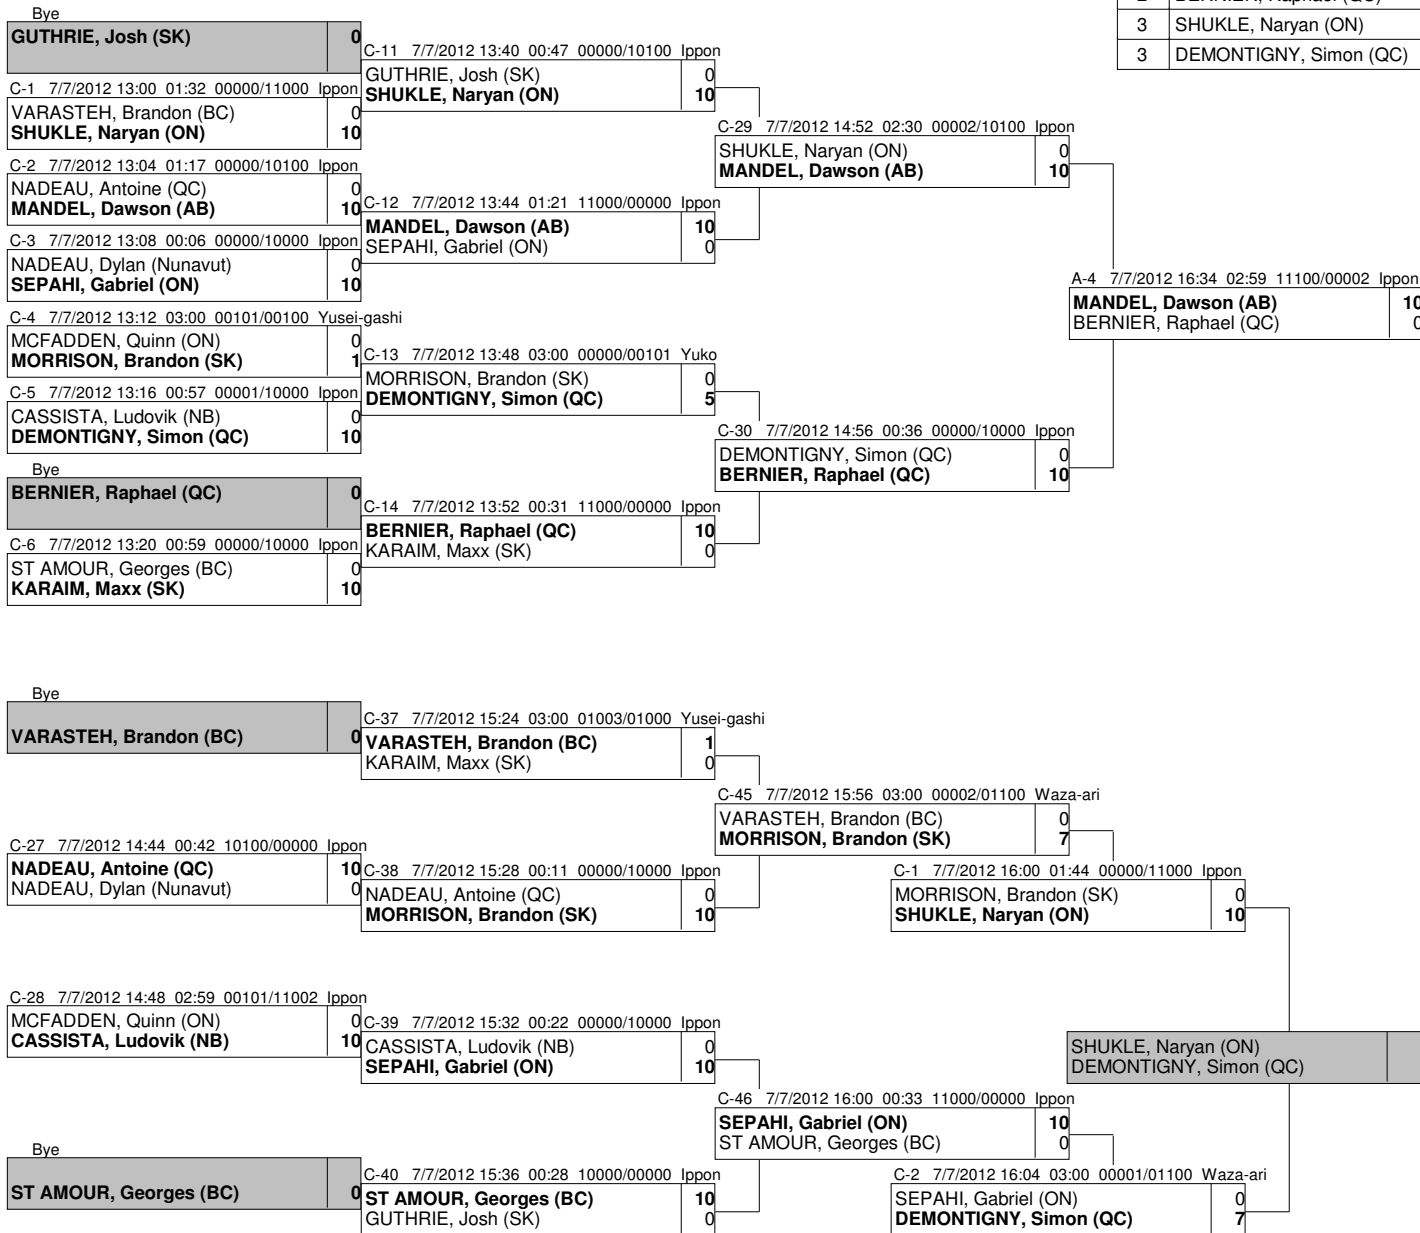 3 SHUKLE, Naryan (ON)
3 DEMONTIGNY, Simon (QC)
Bye
GUTHRIE, Josh (SK) 0
C-1 7/7/2012 13:00 01:32 00000/11000 Ippon
VARASTEH, Brandon (BC) 0
SHUKLE, Naryan (ON) 10
C-2 7/7/2012 13:04 01:17 00000/10100 Ippon
NADEAU, Antoine (QC) 0
MANDEL, Dawson (AB) 10
C-3 7/7/2012 13:08 00:06 00000/10000 Ippon
NADEAU, Dylan (Nunavut) 0
SEPAHI, Gabriel (ON) 10
C-4 7/7/2012 13:12 03:00 00101/00100 Yusei-gashi
MCFADDEN, Quinn (ON) 0
MORRISON, Brandon (SK) 1
C-5 7/7/2012 13:16 00:57 00001/10000 Ippon
CASSISTA, Ludovik (NB) 0
DEMONTIGNY, Simon (QC) 10
Bye
BERNIER, Raphael (QC) 0
C-6 7/7/2012 13:20 00:59 00000/10000 Ippon
ST AMOUR, Georges (BC) 0
KARAIM, Maxx (SK) 10
C-11 7/7/2012 13:40 00:47 00000/10100 Ippon
GUTHRIE, Josh (SK) 0
SHUKLE, Naryan (ON) 10
C-12 7/7/2012 13:44 01:21 11000/00000 Ippon
MANDEL, Dawson (AB) 10
SEPAHI, Gabriel (ON) 0
C-13 7/7/2012 13:48 03:00 00000/00101 Yuko
MORRISON, Brandon (SK) 0
DEMONTIGNY, Simon (QC) 5
C-14 7/7/2012 13:52 00:31 11000/00000 Ippon
BERNIER, Raphael (QC) 10
KARAIM, Maxx (SK) 0
C-29 7/7/2012 14:52 02:30 00002/10100 Ippon
SHUKLE, Naryan (ON) 0
MANDEL, Dawson (AB) 10
C-30 7/7/2012 14:56 00:36 00000/10000 Ippon
DEMONTIGNY, Simon (QC) 0
BERNIER, Raphael (QC) 10
A-4 7/7/2012 16:34 02:59 11100/00002 Ippon
MANDEL, Dawson (AB) 10
BERNIER, Raphael (QC) 0
Bye
VARASTEH, Brandon (BC) 0
C-27 7/7/2012 14:44 00:42 10100/00000 Ippon
NADEAU, Antoine (QC) 10
NADEAU, Dylan (Nunavut) 0
C-28 7/7/2012 14:48 02:59 00101/11002 Ippon
MCFADDEN, Quinn (ON) 0
CASSISTA, Ludovik (NB) 10
Bye
ST AMOUR, Georges (BC) 0
C-37 7/7/2012 15:24 03:00 01003/01000 Yusei-gashi
VARASTEH, Brandon (BC) 1
KARAIM, Maxx (SK) 0
C-38 7/7/2012 15:28 00:11 00000/10000 Ippon
NADEAU, Antoine (QC) 0
MORRISON, Brandon (SK) 10
C-39 7/7/2012 15:32 00:22 00000/10000 Ippon
CASSISTA, Ludovik (NB) 0
SEPAHI, Gabriel (ON) 10
C-40 7/7/2012 15:36 00:28 10000/00000 Ippon
ST AMOUR, Georges (BC) 10
GUTHRIE, Josh (SK) 0
C-45 7/7/2012 15:56 03:00 00002/01100 Waza-ari
VARASTEH, Brandon (BC) 0
MORRISON, Brandon (SK) 7
C-46 7/7/2012 16:00 00:33 11000/00000 Ippon
SEPAHI, Gabriel (ON) 10
ST AMOUR, Georges (BC) 0
C-1 7/7/2012 16:00 01:44 00000/11000 Ippon
MORRISON, Brandon (SK) 0
SHUKLE, Naryan (ON) 10
C-2 7/7/2012 16:04 03:00 00001/01100 Waza-ari
SEPAHI, Gabriel (ON) 0
DEMONTIGNY, Simon (QC) 7
SHUKLE, Naryan (ON)
DEMONTIGNY, Simon (QC)